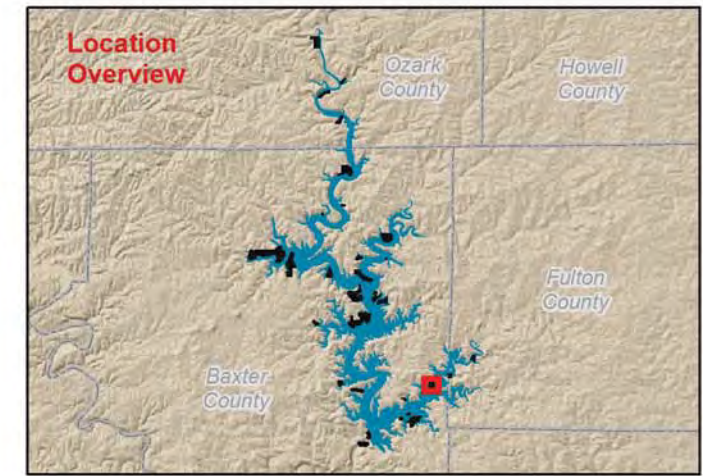 Location
Overview
Ozark
County
Howell
County
Fulton
County
Baxter
County